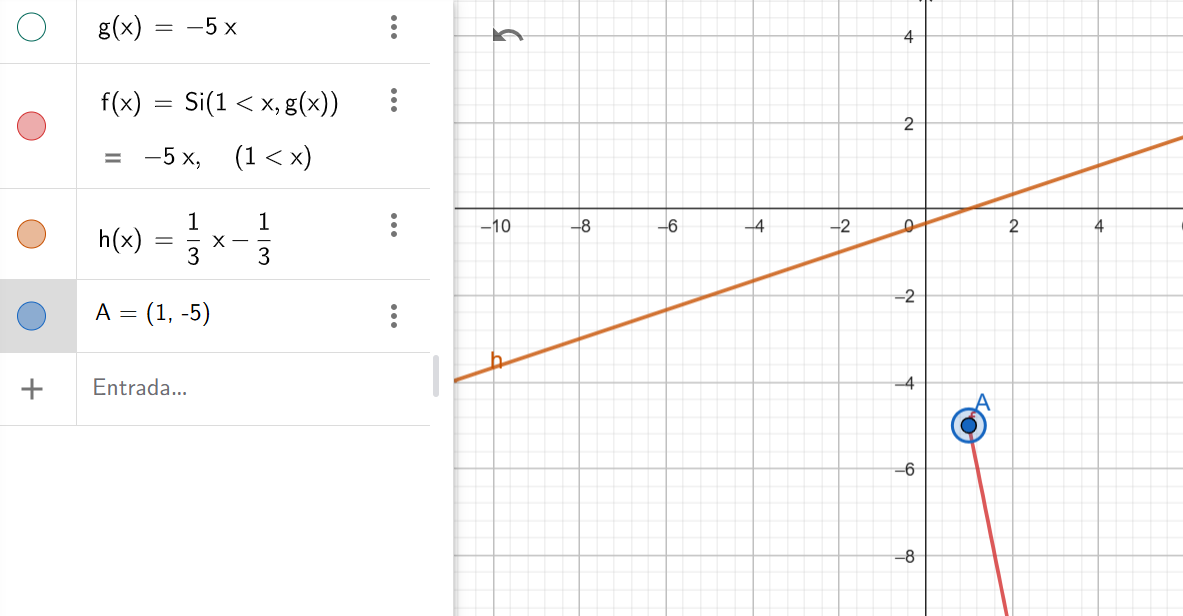 g(x) = −5 x
f(x) = Si(1 < x, g(x))
= −5 x, (1 < x)
h(x) = 1/3 x − 1/3
A = (1, -5)
+ Entrada...
4
2
−10 −8 −6 −4 −2 0 2 4
−2
h
−4
A
f
−6
−8